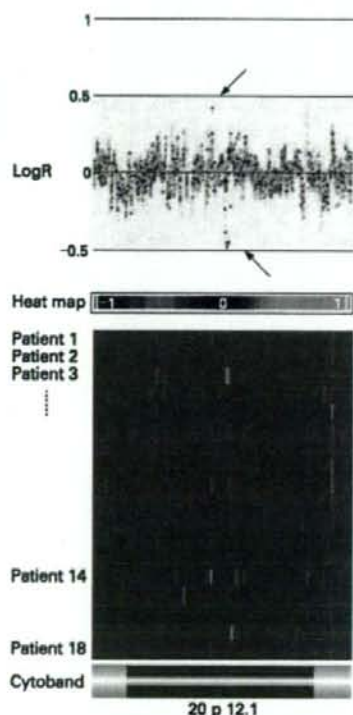 1
0.5
LogR
0
−0.5
Heat map
−1 0 1
Patient 1
Patient 2
Patient 3
Patient 14
Patient 18
Cytoband
20 p 12.1